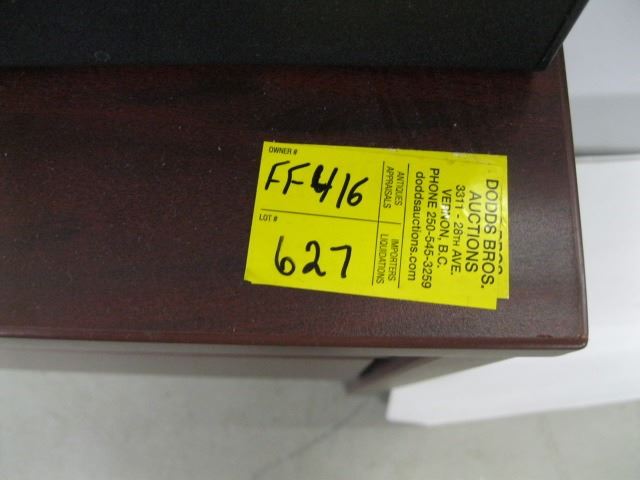 OWNER #
FF416
LOT #
627
ANTIQUES
APPRAISALS
IMPORTERS
LIQUIDATIONS
DODDS BROS.
AUCTIONS
3311 - 28TH AVE.
VERNON, B.C.
PHONE 250-545-3259
doddsauctions.com